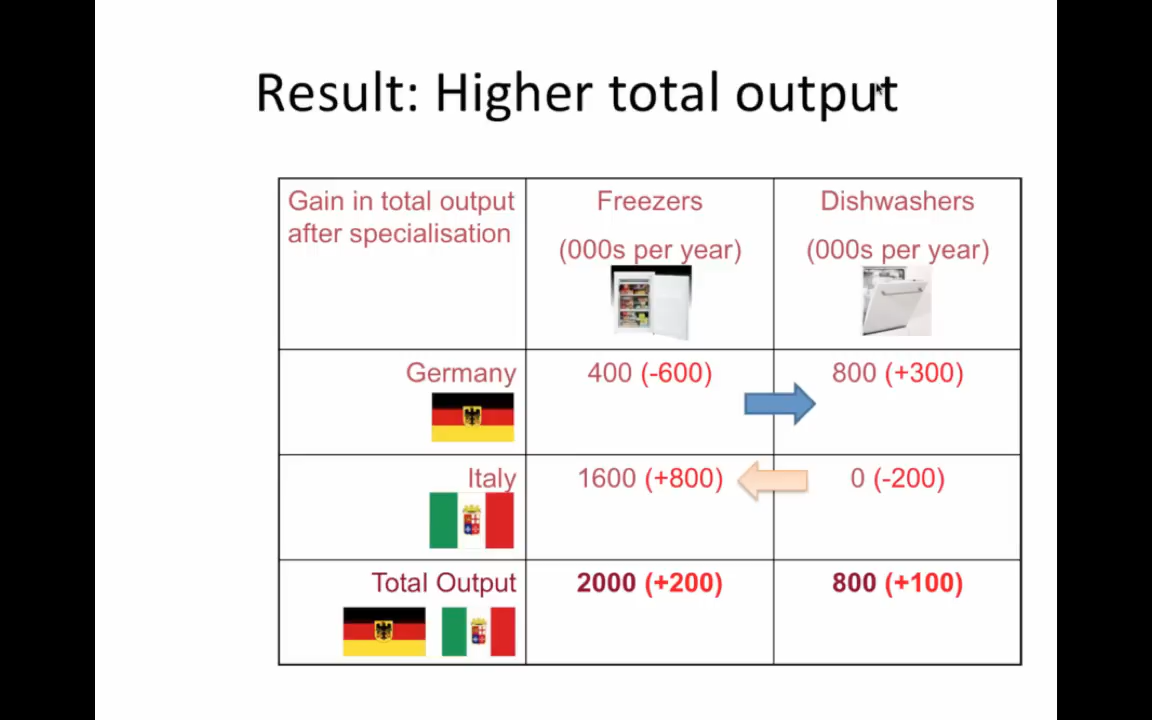 Result: Higher total output
Gain in total output
after specialisation
Freezers
(000s per year)
Dishwashers
(000s per year)
Germany
400 (-600)
800 (+300)
Italy
1600 (+800)
0 (-200)
Total Output
2000 (+200)
800 (+100)